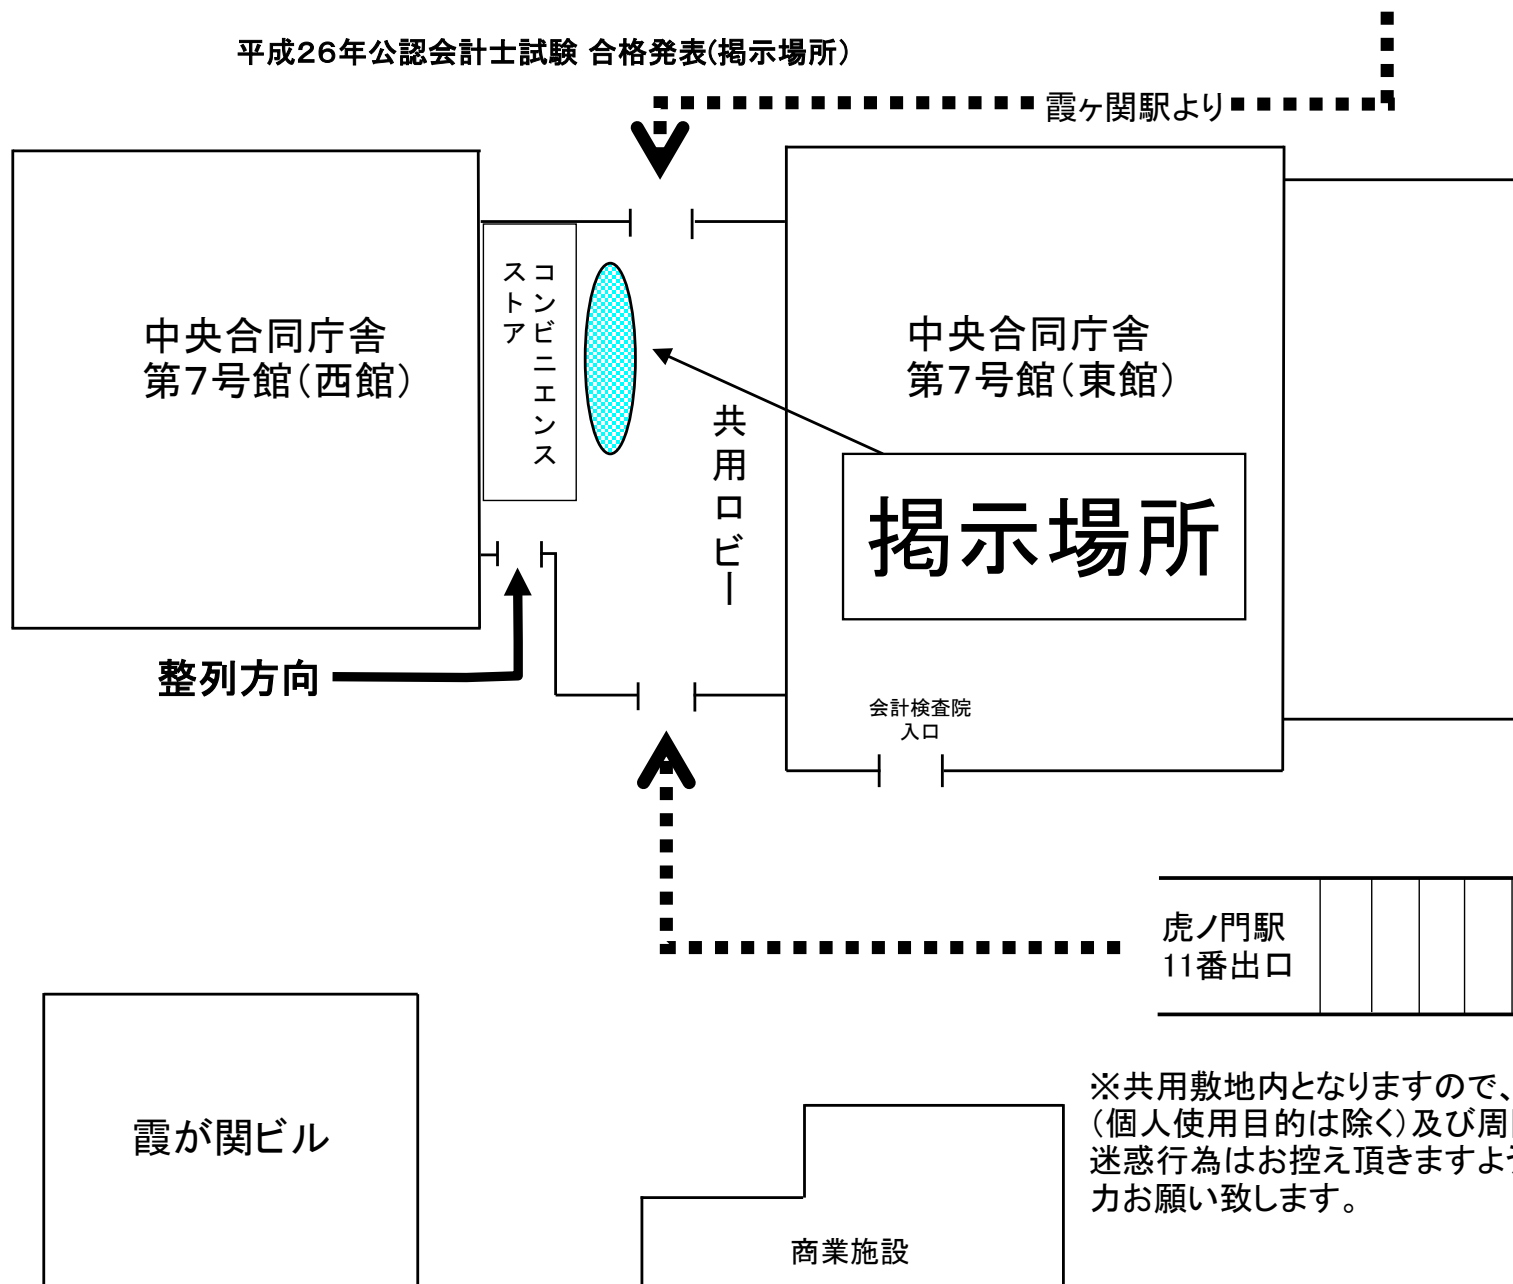 平成２６年公認会計士試験 合格発表(掲示場所）
霞ヶ関駅より
中央合同庁舎
第７号館（西館）
コンビニエンス
ストア
共用ロビー
中央合同庁舎
第７号館（東館）
掲示場所
整列方向
会計検査院
入口
虎ノ門駅
11番出口
霞が関ビル
商業施設
※共用敷地内となりますので、
（個人使用目的は除く）及び周
迷惑行為はお控え頂きますよ
力お願い致します。